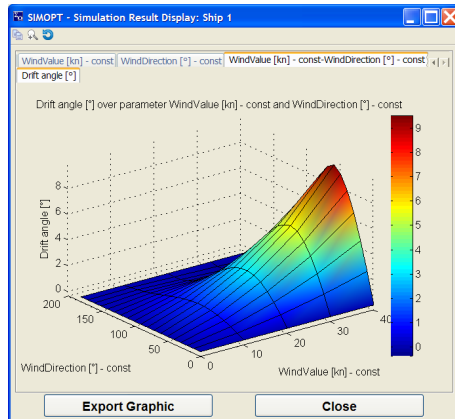 SIMOPT - Simulation Result Display: Ship 1
WindValue [kn] - const
WindDirection [°] - const
WindValue [kn] - const-WindDirection [°] - const
Drift angle [°]
Drift angle [°] over parameter WindValue [kn] - const and WindDirection [°] - const
9
8
7
6
5
4
3
2
1
0
Drift angle [°]
8
6
4
2
0
200
150
100
50
0
WindDirection [°] - const
0
10
20
30
40
WindValue [kn] - const
Export Graphic
Close